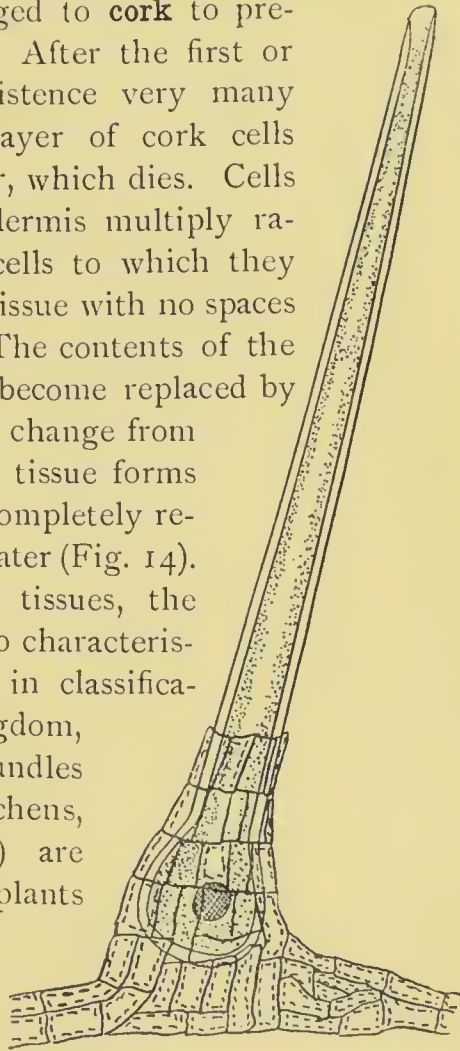 ged to cork to pre-
After the first or
istence very many
ayer of cork cells
r, which dies. Cells
lermis multiply ra-
cells to which they
tissue with no spaces
The contents of the
become replaced by
change from
tissue forms
ompletely re-
ater (Fig. 14).
tissues, the
o characteris-
in classifica-
gdom,
undles
chens,
) are
plants